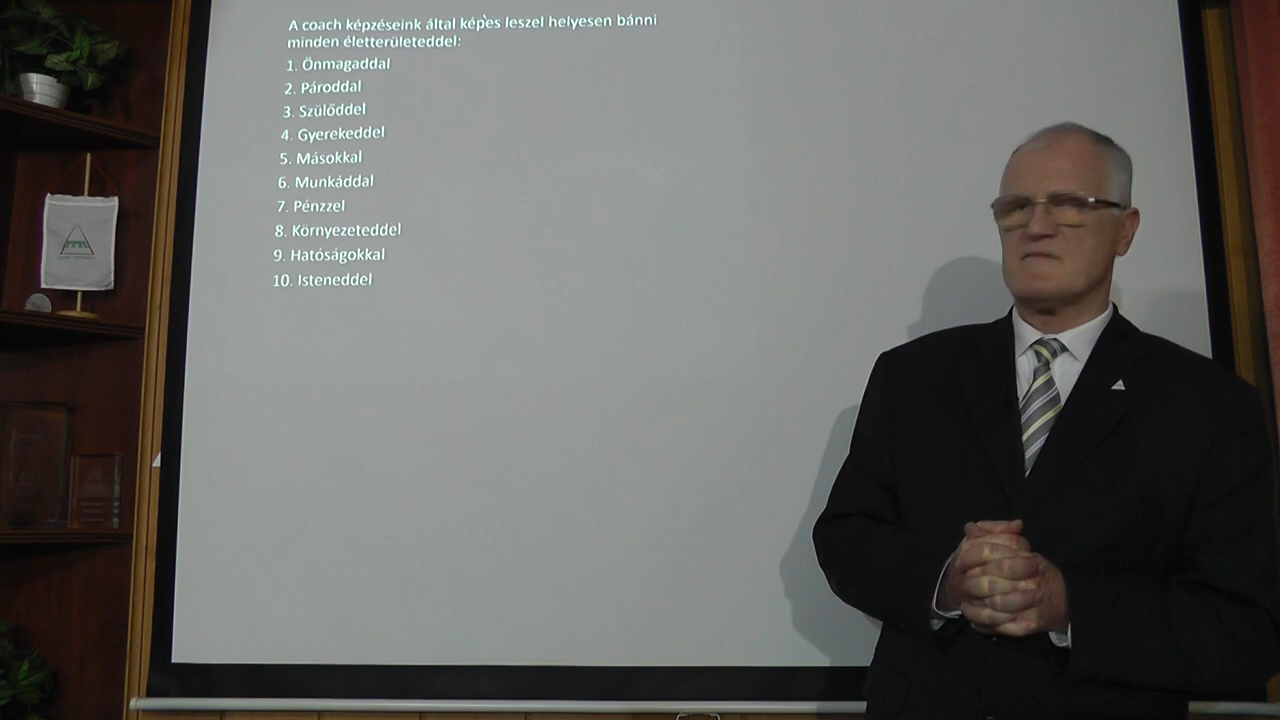 A coach képzéseink által képes leszel helyesen bánni
minden életterületeddel:
1. Önmagaddal
2. Pároddal
3. Szülőddel
4. Gyerekeddel
5. Másokkal
6. Munkáddal
7. Pénzzel
8. Környezeteddel
9. Hatóságokkal
10. Isteneddel